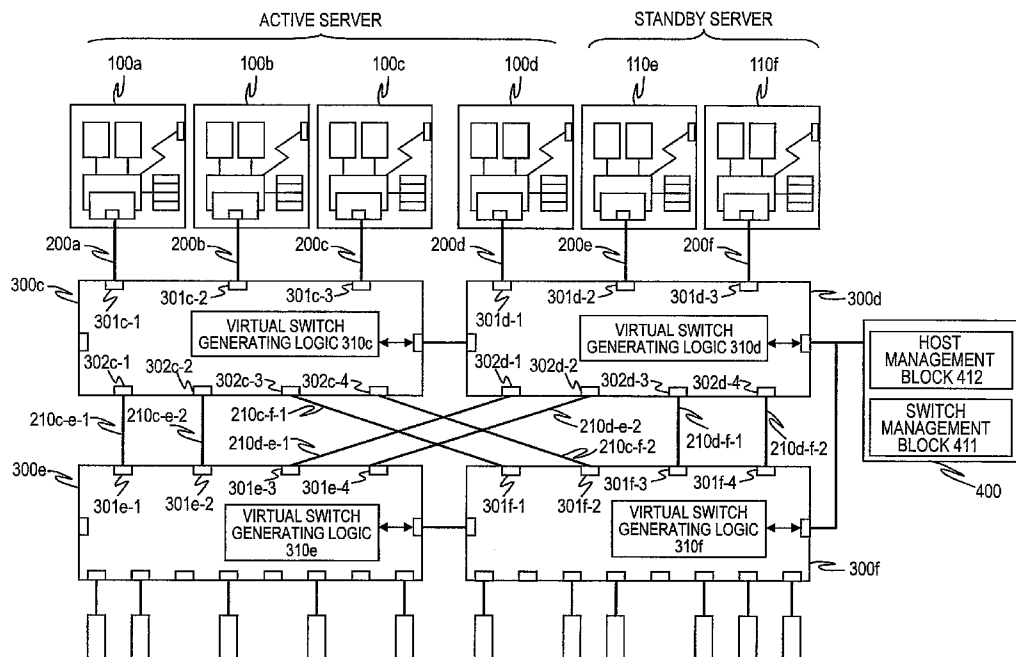 ACTIVE SERVER
STANDBY SERVER
100a
100b
100c
100d
110e
110f
200a
200b
200c
200d
200e
200f
300c
301c-1
301c-2
301c-3
301d-1
301d-2
301d-3
300d
VIRTUAL SWITCH
GENERATING LOGIC 310c
VIRTUAL SWITCH
GENERATING LOGIC 310d
HOST
MANAGEMENT
BLOCK 412
SWITCH
MANAGEMENT
BLOCK 411
400
302c-1
302c-2
302c-3
302c-4
302d-1
302d-2
302d-3
302d-4
210c-e-1
210c-e-2
210c-f-1
210d-e-1
210d-e-2
210c-f-2
210d-f-1
210d-f-2
300e
301e-1
301e-2
301e-3
301e-4
301f-1
301f-2
301f-3
301f-4
VIRTUAL SWITCH
GENERATING LOGIC
310e
VIRTUAL SWITCH
GENERATING LOGIC
310f
300f